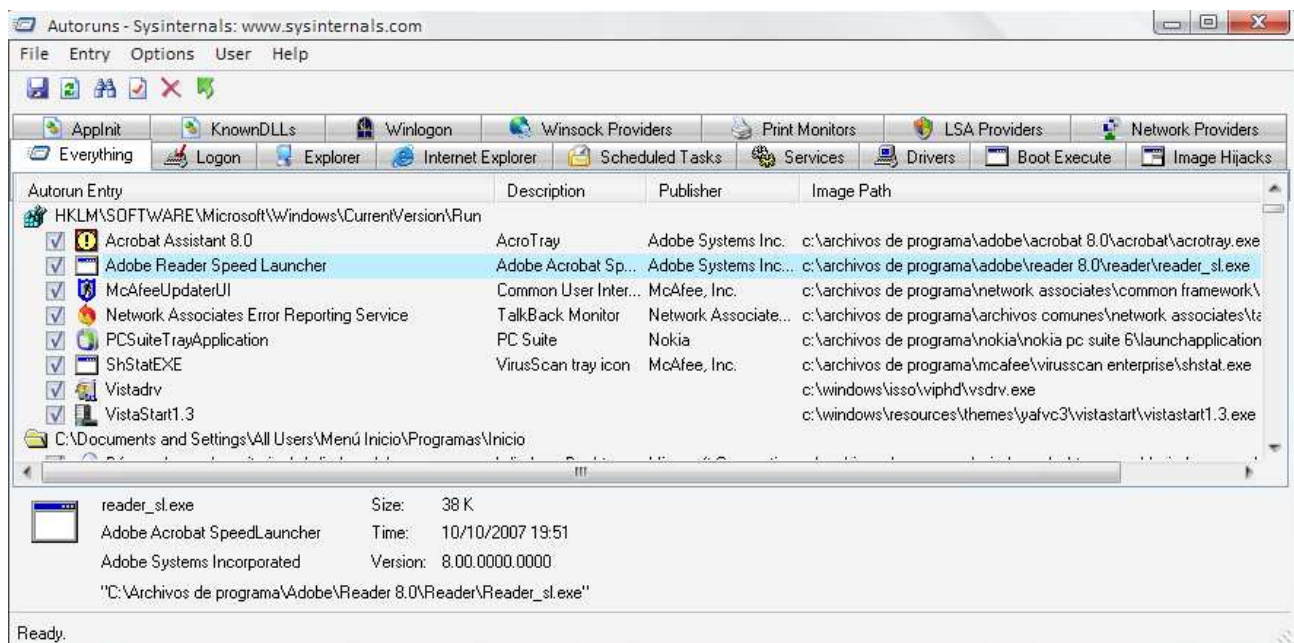 Autoruns - Sysinternals: www.sysinternals.com
File Entry Options User Help
AppInit KnownDLLs Winlogon Winsock Providers Print Monitors LSA Providers Network Providers
Everything Logon Explorer Internet Explorer Scheduled Tasks Services Drivers Boot Execute Image Hijacks
Autorun Entry Description Publisher Image Path
HKLM\SOFTWARE\Microsoft\Windows\CurrentVersion\Run
Acrobat Assistant 8.0 AcroTray Adobe Systems Inc. c:\archivos de programa\adobe\acrobat 8.0\acrobat\acrotray.exe
Adobe Reader Speed Launcher Adobe Acrobat Sp... Adobe Systems Inc... c:\archivos de programa\adobe\reader 8.0\reader\reader_sl.exe
McAfeeUpdaterUI Common User Inter... McAfee, Inc. c:\archivos de programa\network associates\common framework\
Network Associates Error Reporting Service TalkBack Monitor Network Associate... c:\archivos de programa\archivos comunes\network associates\ta
PCSuiteTrayApplication PC Suite Nokia c:\archivos de programa\nokia\nokia pc suite 6\launchapplication
ShStatEXE VirusScan tray icon McAfee, Inc. c:\archivos de programa\mcafee\virusscan enterprise\shstat.exe
Vistadrv c:\windows\isso\viphd\vsdrv.exe
VistaStart1.3 c:\windows\resources\themes\yafvc3\vistastart\vistastart1.3.exe
C:\Documents and Settings\All Users\Menú Inicio\Programas\Inicio
reader_sl.exe Size: 38 K
Adobe Acrobat SpeedLauncher Time: 10/10/2007 19:51
Adobe Systems Incorporated Version: 8.00.0000.0000
"C:\Archivos de programa\Adobe\Reader 8.0\Reader\Reader_sl.exe"
Ready.